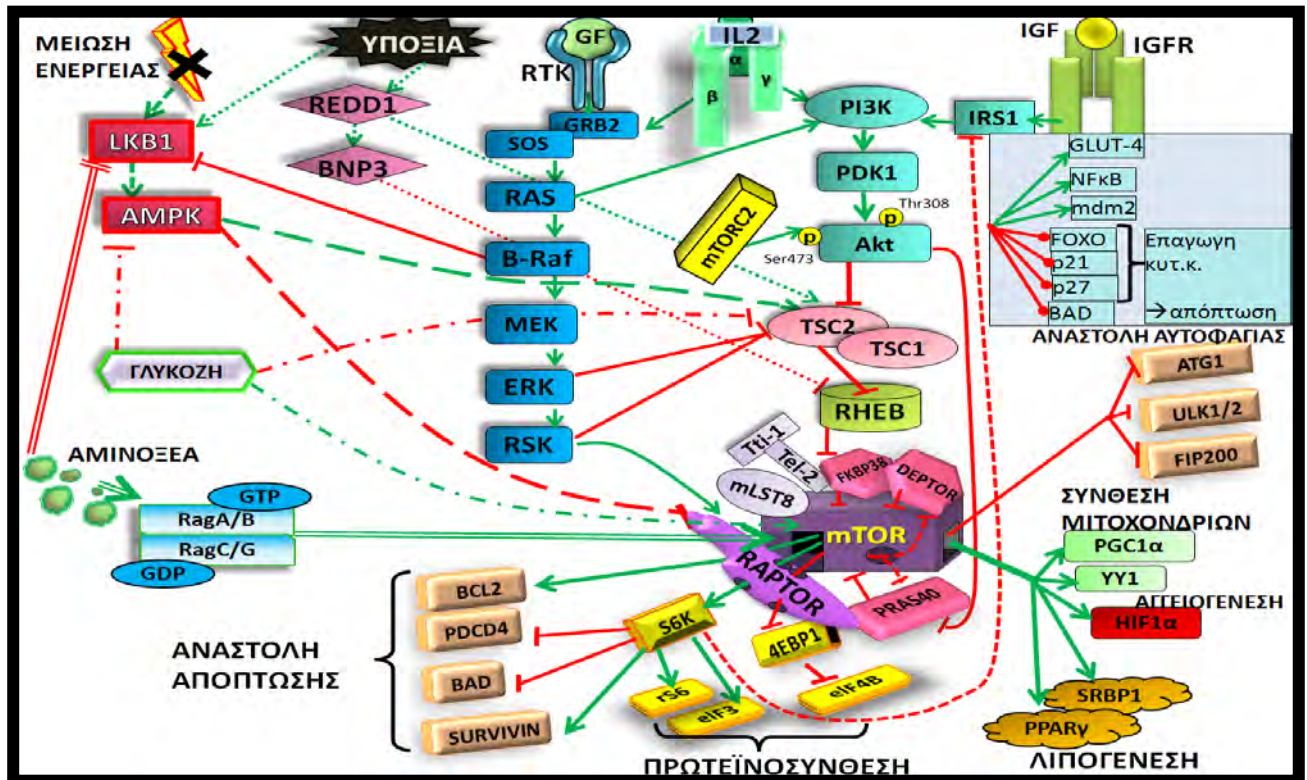 ΜΕΙΩΣΗ
ΕΝΕΡΓΕΙΑΣ
ΥΠΟΞΙΑ
GF
RTK
IL2
α
β
γ
IGF
IGFR
REDD1
BNP3
LKB1
AMPK
GRB2
SOS
RAS
B-Raf
MEK
ERK
RSK
PI3K
IRS1
PDK1
mTORC2
Thr308
p
p
Akt
Ser473
TSC2
TSC1
RHEB
GLUT-4
NFκB
mdm2
FOXO
p21
p27
BAD
Επαγωγη
κυτ.κ.
→απόπτωση
ΑΝΑΣΤΟΛΗ ΑΥΤΟΦΑΓΙΑΣ
ATG1
ULK1/2
FIP200
ΓΛΥΚΟΖΗ
ΑΜΙΝΟΞΕΑ
GTP
RagA/B
RagC/G
GDP
Tti-1
Tel-2
mLST8
FKBP38
DEPTOR
mTOR
RAPTOR
PRAS40
ΣΥΝΘΕΣΗ
ΜΙΤΟΧΟΝΔΡΙΩΝ
PGC1α
YY1
ΑΓΓΕΙΟΓΕΝΕΣΗ
HIF1α
SRBP1
PPARγ
ΛΙΠΟΓΕΝΕΣΗ
ΑΝΑΣΤΟΛΗ
ΑΠΟΠΤΩΣΗΣ
BCL2
PDCD4
BAD
SURVIVIN
S6K
4EBP1
rS6
eIF3
eIF4B
ΠΡΩΤΕΪΝΟΣΥΝΘΕΣΗ